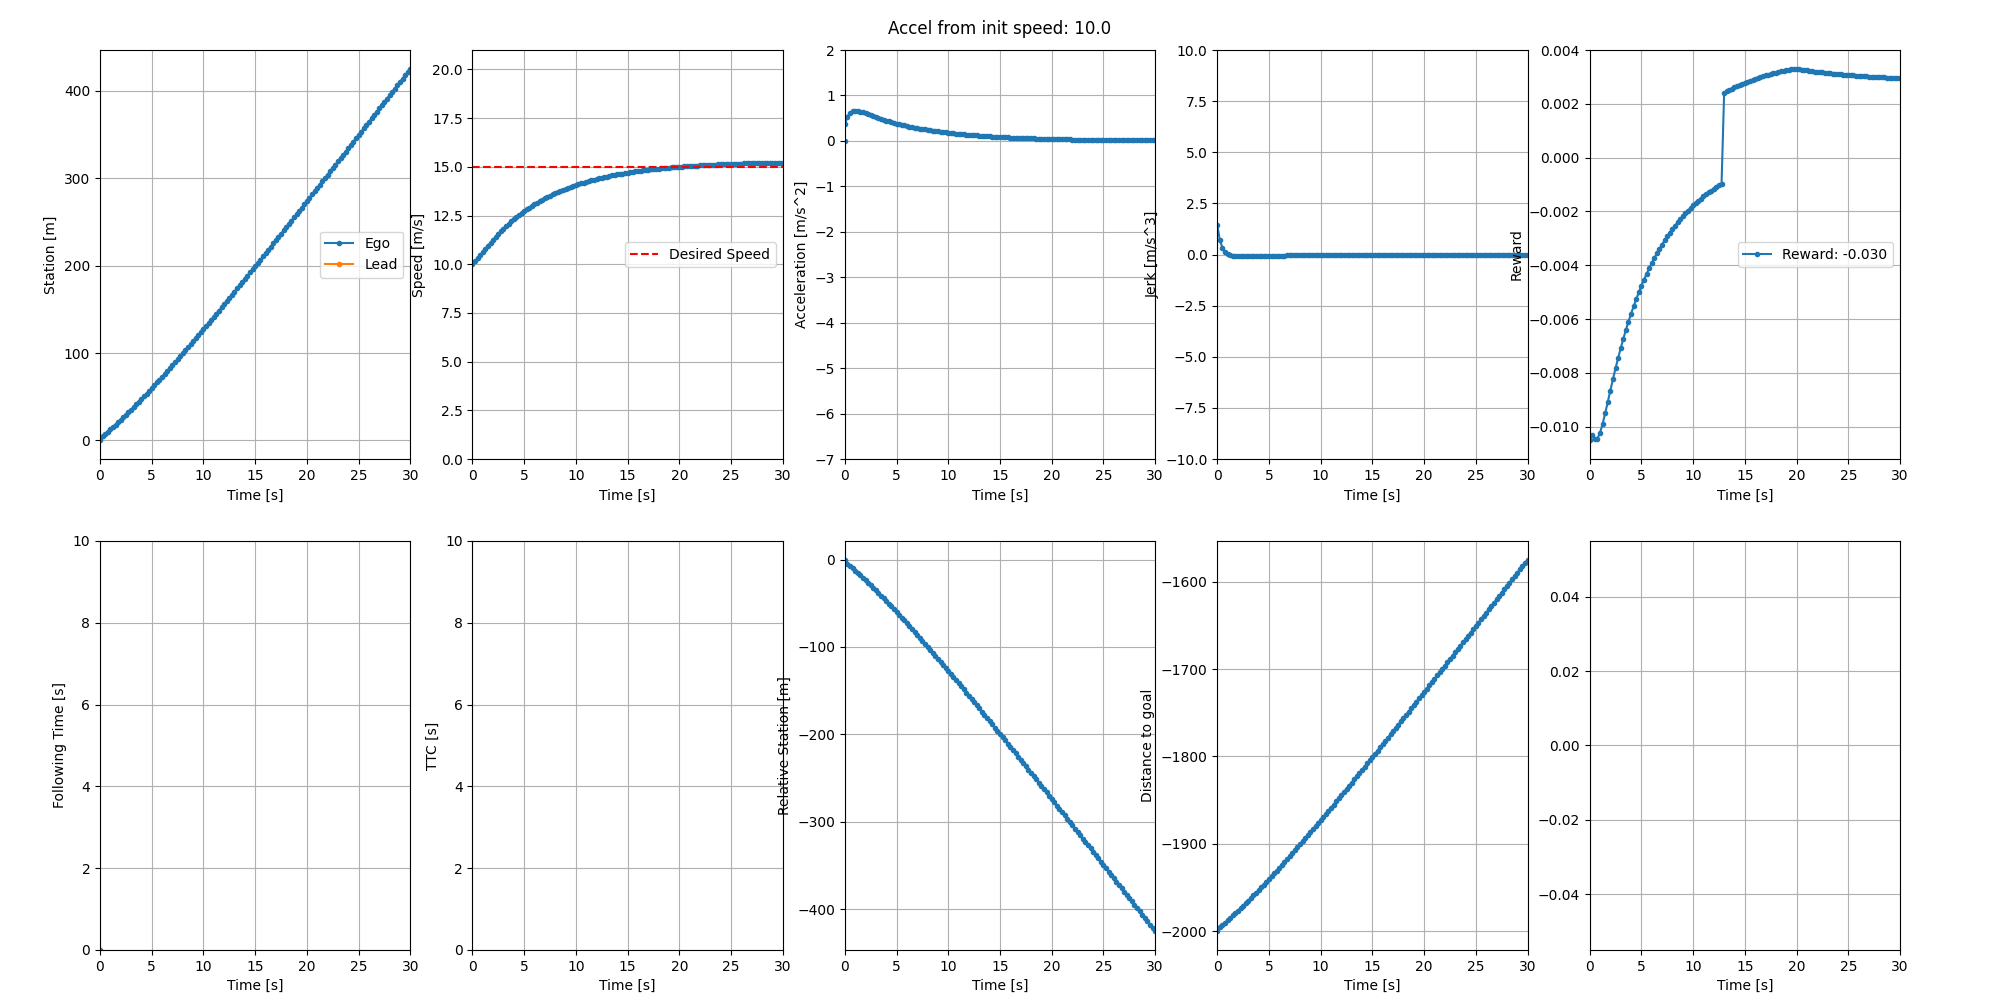 Accel from init speed: 10.0
400
300
200
100
0
Station [m]
0 5 10 15 20 25 30
Time [s]
Ego
Lead
20.0
17.5
15.0
12.5
10.0
7.5
5.0
2.5
0.0
Speed [m/s]
0 5 10 15 20 25 30
Time [s]
Desired Speed
2
1
0
−1
−2
−3
−4
−5
−6
−7
Acceleration [m/s^2]
0 5 10 15 20 25 30
Time [s]
10.0
7.5
5.0
2.5
0.0
−2.5
−5.0
−7.5
−10.0
Jerk [m/s^3]
0 5 10 15 20 25 30
Time [s]
0.004
0.002
0.000
−0.002
−0.004
−0.006
−0.008
−0.010
Reward
0 5 10 15 20 25 30
Time [s]
Reward: -0.030
10
8
6
4
2
0
Following Time [s]
0 5 10 15 20 25 30
Time [s]
10
8
6
4
2
0
TTC [s]
0 5 10 15 20 25 30
Time [s]
0
−100
−200
−300
−400
Relative Station [m]
0 5 10 15 20 25 30
Time [s]
−1600
−1700
−1800
−1900
−2000
Distance to goal
0 5 10 15 20 25 30
Time [s]
0.04
0.02
0.00
−0.02
−0.04
0 5 10 15 20 25 30
Time [s]